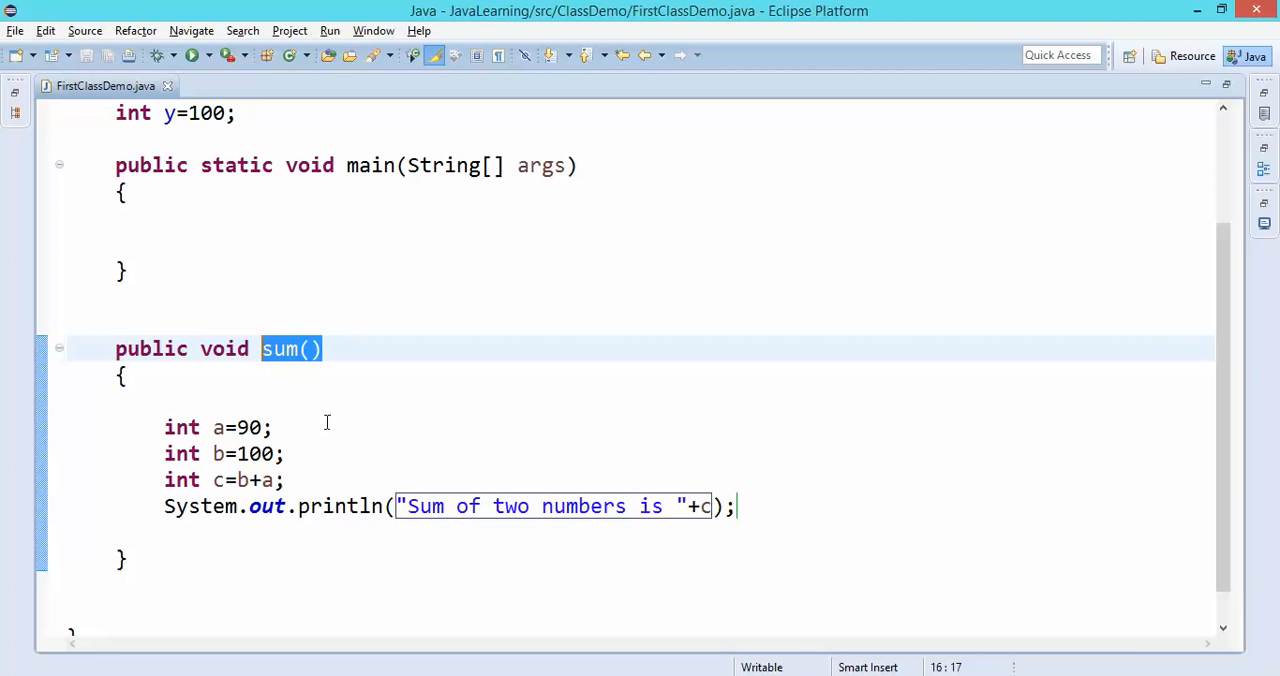 Java - JavaLearning/src/ClassDemo/FirstClassDemo.java - Eclipse Platform
File Edit Source Refactor Navigate Search Project Run Window Help
Quick Access Resource Java
FirstClassDemo.java
int y=100;
public static void main(String[] args)
{
}
public void sum()
{
int a=90;
int b=100;
int c=b+a;
System.out.println("Sum of two numbers is "+c);
}
}
Writable Smart Insert 16 : 17